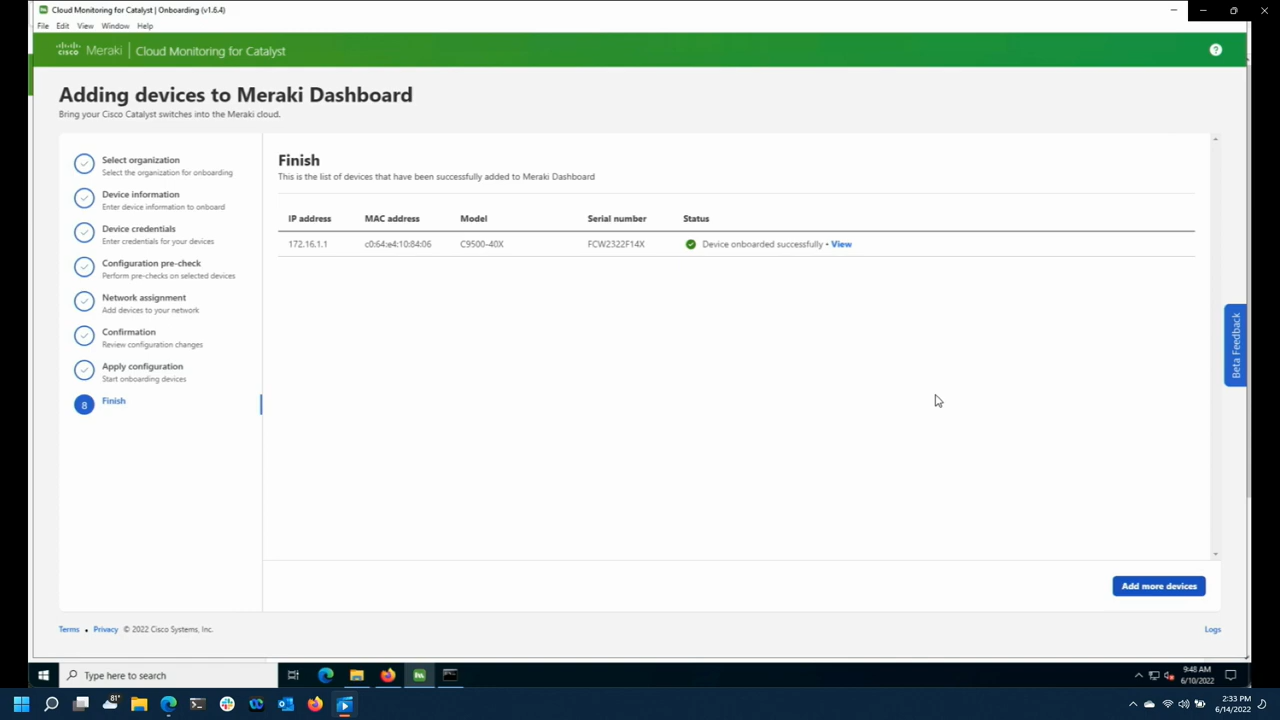 Cloud Monitoring for Catalyst | Onboarding (v1.6.4)
File Edit View Window Help
cisco Meraki | Cloud Monitoring for Catalyst
?
Adding devices to Meraki Dashboard
Bring your Cisco Catalyst switches into the Meraki cloud.
Select organization
Select the organization for onboarding
Device information
Enter device information to onboard
Device credentials
Enter credentials for your devices
Configuration pre-check
Perform pre-checks on selected devices
Network assignment
Add devices to your network
Confirmation
Review configuration changes
Apply configuration
Start onboarding devices
8 Finish
Finish
This is the list of devices that have been successfully added to Meraki Dashboard
IP address MAC address Model Serial number Status
172.16.1.1 c0:64:e4:10:84:06 C9500-40X FCW2322F14X Device onboarded successfully • View
Beta Feedback
Add more devices
Terms • Privacy © 2022 Cisco Systems, Inc.
Logs
Type here to search
9:48 AM
6/10/2022
81°
2:33 PM
6/14/2022